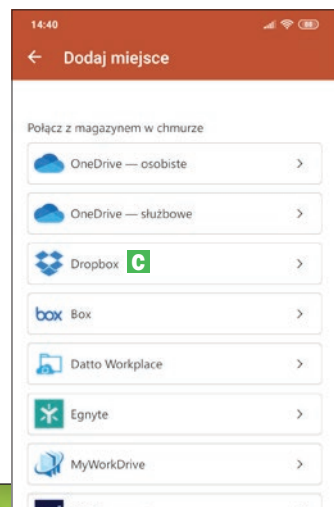 14:40
Dodaj miejsce
Połącz z magazynem w chmurze
OneDrive — osobiste
OneDrive — służbowe
Dropbox C
box Box
Datto Workplace
Egnyte
MyWorkDrive